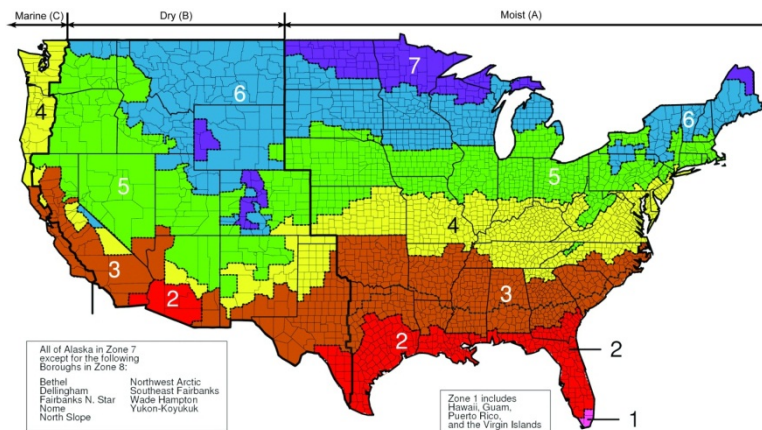 Marine (C)
Dry (B)
Moist (A)
7
6
4
6
5
5
4
3
3
2
2
2
1
All of Alaska in Zone 7
except for the following
Boroughs in Zone 8:
Bethel
Dellingham
Fairbanks N. Star
Nome
North Slope
Northwest Arctic
Southeast Fairbanks
Wade Hampton
Yukon-Koyukuk
Zone 1 includes
Hawaii, Guam,
Puerto Rico,
and the Virgin Islands